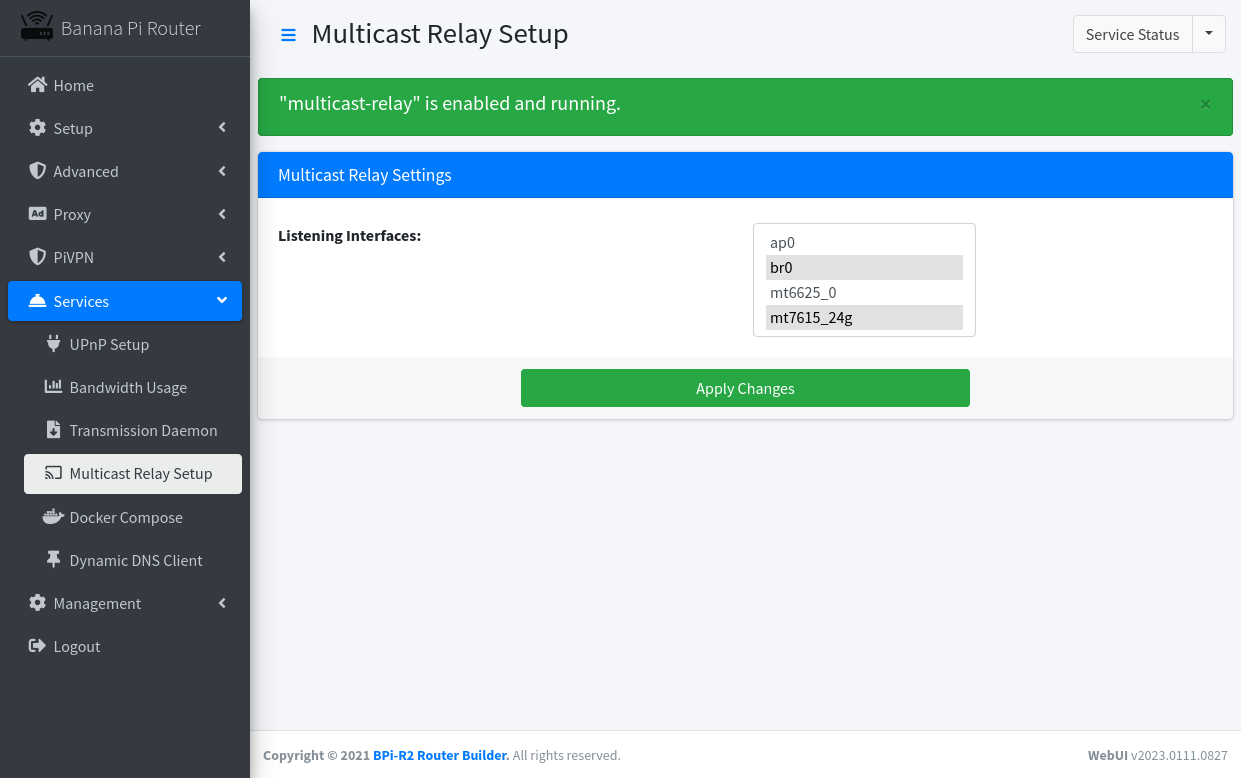 Banana Pi Router
Home
Setup
Advanced
Ad Proxy
PiVPN
Services
UPnP Setup
Bandwidth Usage
Transmission Daemon
Multicast Relay Setup
Docker Compose
Dynamic DNS Client
Management
Logout
Multicast Relay Setup
Service Status
"multicast-relay" is enabled and running.
×
Multicast Relay Settings
Listening Interfaces:
ap0
br0
mt6625_0
mt7615_24g
Apply Changes
Copyright © 2021 BPi-R2 Router Builder. All rights reserved.
WebUI v2023.0111.0827